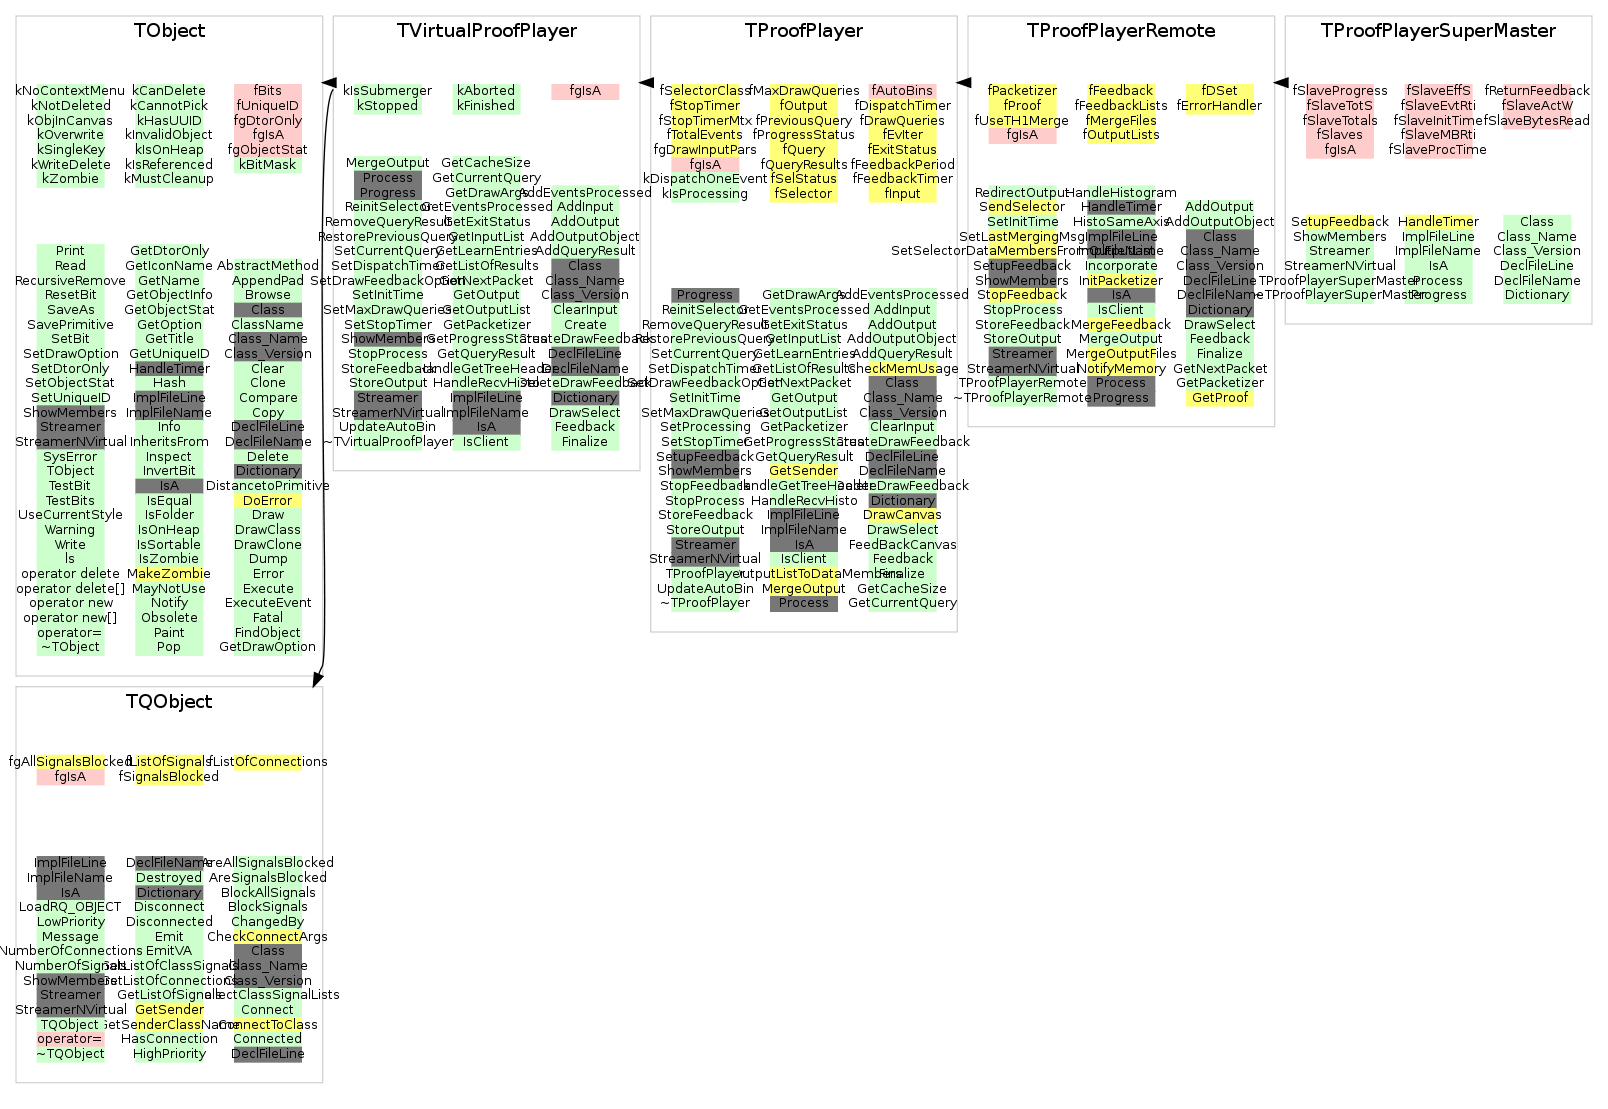 TObject
kNoContextMenu kCanDelete fBits
kNotDeleted kCannotPick fUniqueID
kObjInCanvas kHasUUID fgDtorOnly
kOverwrite kInvalidObject fgIsA
kSingleKey kIsOnHeap fgObjectStat
kWriteDelete kIsReferenced kBitMask
kZombie kMustCleanup
Print GetDtorOnly
Read GetIconName AbstractMethod
RecursiveRemove GetName AppendPad
ResetBit GetObjectInfo Browse
SaveAs GetObjectStat Class
SavePrimitive GetOption ClassName
SetBit GetTitle Class_Name
SetDrawOption GetUniqueID Class_Version
SetDtorOnly HandleTimer Clear
SetObjectStat Hash Clone
SetUniqueID ImplFileLine Compare
ShowMembers ImplFileName Copy
Streamer Info DeclFileLine
StreamerNVirtual InheritsFrom DeclFileName
SysError Inspect Delete
TObject InvertBit Dictionary
TestBit IsA DistancetoPrimitive
TestBits IsEqual DoError
UseCurrentStyle IsFolder Draw
Warning IsOnHeap DrawClass
Write IsSortable DrawClone
ls IsZombie Dump
operator delete MakeZombie Error
operator delete[] MayNotUse Execute
operator new Notify ExecuteEvent
operator new[] Obsolete Fatal
operator= Paint FindObject
~TObject Pop GetDrawOption
TVirtualProofPlayer
kIsSubmerger kAborted fgIsA
kStopped kFinished
MergeOutput GetCacheSize
Process GetCurrentQuery
Progress GetDrawArgs AddEventsProcessed
ReinitSelector GetEventsProcessed AddInput
RemoveQueryResult GetExitStatus AddOutput
RestorePreviousQuery GetInputList AddOutputObject
SetCurrentQuery GetLearnEntries AddQueryResult
SetDispatchTimer GetListOfResults Class
SetDrawFeedbackOption GetNextPacket Class_Name
SetInitTime GetOutput Class_Version
SetMaxDrawQueries GetOutputList ClearInput
SetStopTimer GetPacketizer Create
ShowMembers GetProgressStatus CreateDrawFeedback
StopProcess GetQueryResult DeclFileLine
StoreFeedback HandleGetTreeHeader DeclFileName
StoreOutput HandleRecvHisto DeleteDrawFeedback
Streamer ImplFileLine Dictionary
StreamerNVirtual ImplFileName DrawSelect
UpdateAutoBin IsA Feedback
~TVirtualProofPlayer IsClient Finalize
TProofPlayer
fSelectorClass fMaxDrawQueries fAutoBins
fStopTimer fOutput fDispatchTimer
fStopTimerMtx fPreviousQuery fDrawQueries
fTotalEvents fProgressStatus fEvIter
fgDrawInputPars fQuery fExitStatus
fgIsA fQueryResults fFeedbackPeriod
kDispatchOneEvent fSelStatus fFeedbackTimer
kIsProcessing fSelector fInput
Progress GetDrawArgs AddEventsProcessed
ReinitSelector GetEventsProcessed AddInput
RemoveQueryResult GetExitStatus AddOutput
RestorePreviousQuery GetInputList AddOutputObject
SetCurrentQuery GetLearnEntries AddQueryResult
SetDispatchTimer GetListOfResults CheckMemUsage
SetDrawFeedbackOption GetNextPacket Class
SetInitTime GetOutput Class_Name
SetMaxDrawQueries GetOutputList Class_Version
SetProcessing GetPacketizer ClearInput
SetStopTimer GetProgressStatus CreateDrawFeedback
SetupFeedback GetQueryResult DeclFileLine
ShowMembers GetSender DeclFileName
StopFeedback HandleGetTreeHeader DeleteDrawFeedback
StopProcess HandleRecvHisto Dictionary
StoreFeedback ImplFileLine DrawCanvas
StoreOutput ImplFileName DrawSelect
Streamer IsA FeedBackCanvas
StreamerNVirtual IsClient Feedback
TProofPlayer MapOutputListToDataMembers Finalize
UpdateAutoBin MergeOutput GetCacheSize
~TProofPlayer Process GetCurrentQuery
TProofPlayerRemote
fPacketizer fFeedback fDSet
fProof fFeedbackLists fErrorHandler
fUseTH1Merge fMergeFiles
fgIsA fOutputLists
RedirectOutput HandleHistogram
SendSelector HandleTimer AddOutput
SetInitTime HistoSameAxis AddOutputObject
SetLastMergingMsg ImplFileLine Class
SetSelectorDataMembersFromInputList ImplFileName Class_Name
SetupFeedback Incorporate Class_Version
ShowMembers InitPacketizer DeclFileLine
StopFeedback IsA DeclFileName
StopProcess IsClient Dictionary
StoreFeedback MergeFeedback DrawSelect
StoreOutput MergeOutput Feedback
Streamer MergeOutputFiles Finalize
StreamerNVirtual NotifyMemory GetNextPacket
TProofPlayerRemote Process GetPacketizer
~TProofPlayerRemote Progress GetProof
TProofPlayerSuperMaster
fSlaveProgress fSlaveEffS fReturnFeedback
fSlaveTotS fSlaveEvtRti fSlaveActW
fSlaveTotals fSlaveInitTime fSlaveBytesRead
fSlaves fSlaveMBRti
fgIsA fSlaveProcTime
SetupFeedback HandleTimer Class
ShowMembers ImplFileLine Class_Name
Streamer ImplFileName Class_Version
StreamerNVirtual IsA DeclFileLine
TProofPlayerSuperMaster Process DeclFileName
~TProofPlayerSuperMaster Progress Dictionary
TQObject
fgAllSignalsBlocked fListOfSignals fListOfConnections
fgIsA fSignalsBlocked
ImplFileLine DeclFileName AreAllSignalsBlocked
ImplFileName Destroyed AreSignalsBlocked
IsA Dictionary BlockAllSignals
LoadRQ_OBJECT Disconnect BlockSignals
LowPriority Disconnected ChangedBy
Message Emit CheckConnectArgs
NumberOfConnections EmitVA Class
NumberOfSignals GetListOfClassSignals Class_Name
ShowMembers GetListOfConnections Class_Version
Streamer GetListOfSignals CollectClassSignalLists
StreamerNVirtual GetSender Connect
TQObject GetSenderClassName ConnectToClass
operator= HasConnection Connected
~TQObject HighPriority DeclFileLine